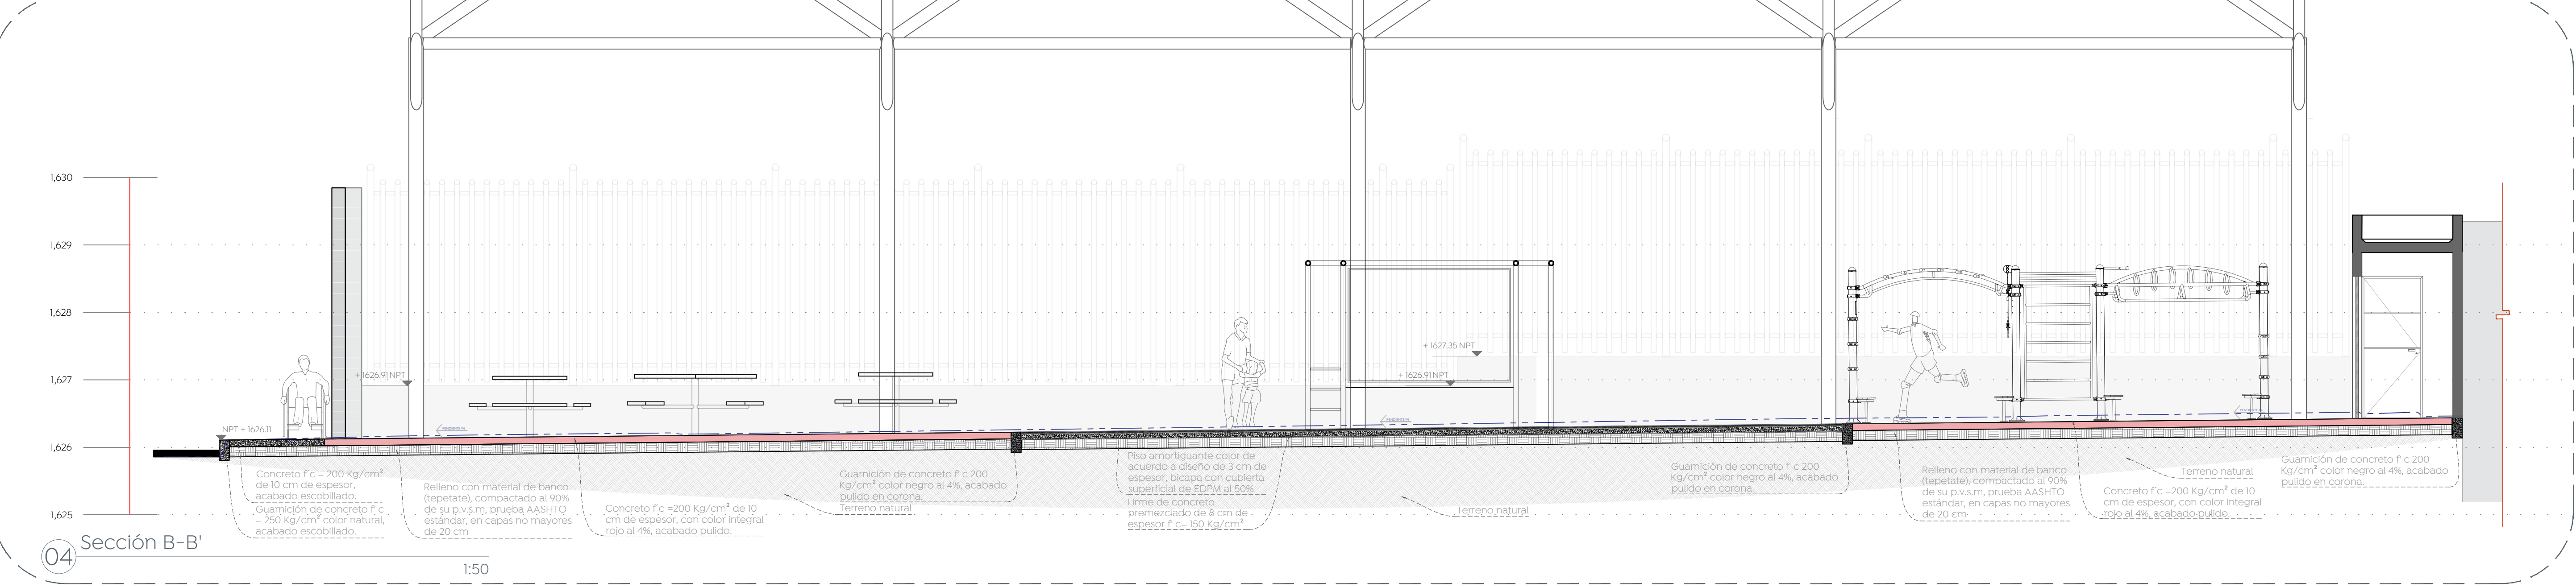 1,630
1,629
1,628
1,627
1,626
1,625
NPT + 1626.11
+ 1626.91 NPT
+ 1627.35 NPT
+ 1626.91 NPT
Concreto f´c = 200 Kg/cm²
de 10 cm de espesor,
acabado escobillado.
Guarnición de concreto f' c
= 250 Kg/cm² color natural,
acabado escobillado.
Relleno con material de banco
(tepetate), compactado al 90%
de su p.v.s.m, prueba AASHTO
estándar, en capas no mayores
de 20 cm
Concreto f´c =200 Kg/cm² de 10
cm de espesor, con color integral
rojo al 4%, acabado pulido.
Guarnición de concreto f' c 200
Kg/cm² color negro al 4%, acabado
pulido en corona.
Terreno natural
Piso amortiguante color de
acuerdo a diseño de 3 cm de
espesor, bicapa con cubierta
superficial de EDPM al 50%
Firme de concreto
premezclado de 8 cm de
espesor f' c= 150 Kg/cm²
Terreno natural
Guarnición de concreto f' c 200
Kg/cm² color negro al 4%, acabado
pulido en corona.
Relleno con material de banco
(tepetate), compactado al 90%
de su p.v.s.m, prueba AASHTO
estándar, en capas no mayores
de 20 cm
Concreto f´c =200 Kg/cm² de 10
cm de espesor, con color integral
rojo al 4%, acabado pulido.
Terreno natural
Guarnición de concreto f' c 200
Kg/cm² color negro al 4%, acabado
pulido en corona.
04 Sección B-B'
1:50